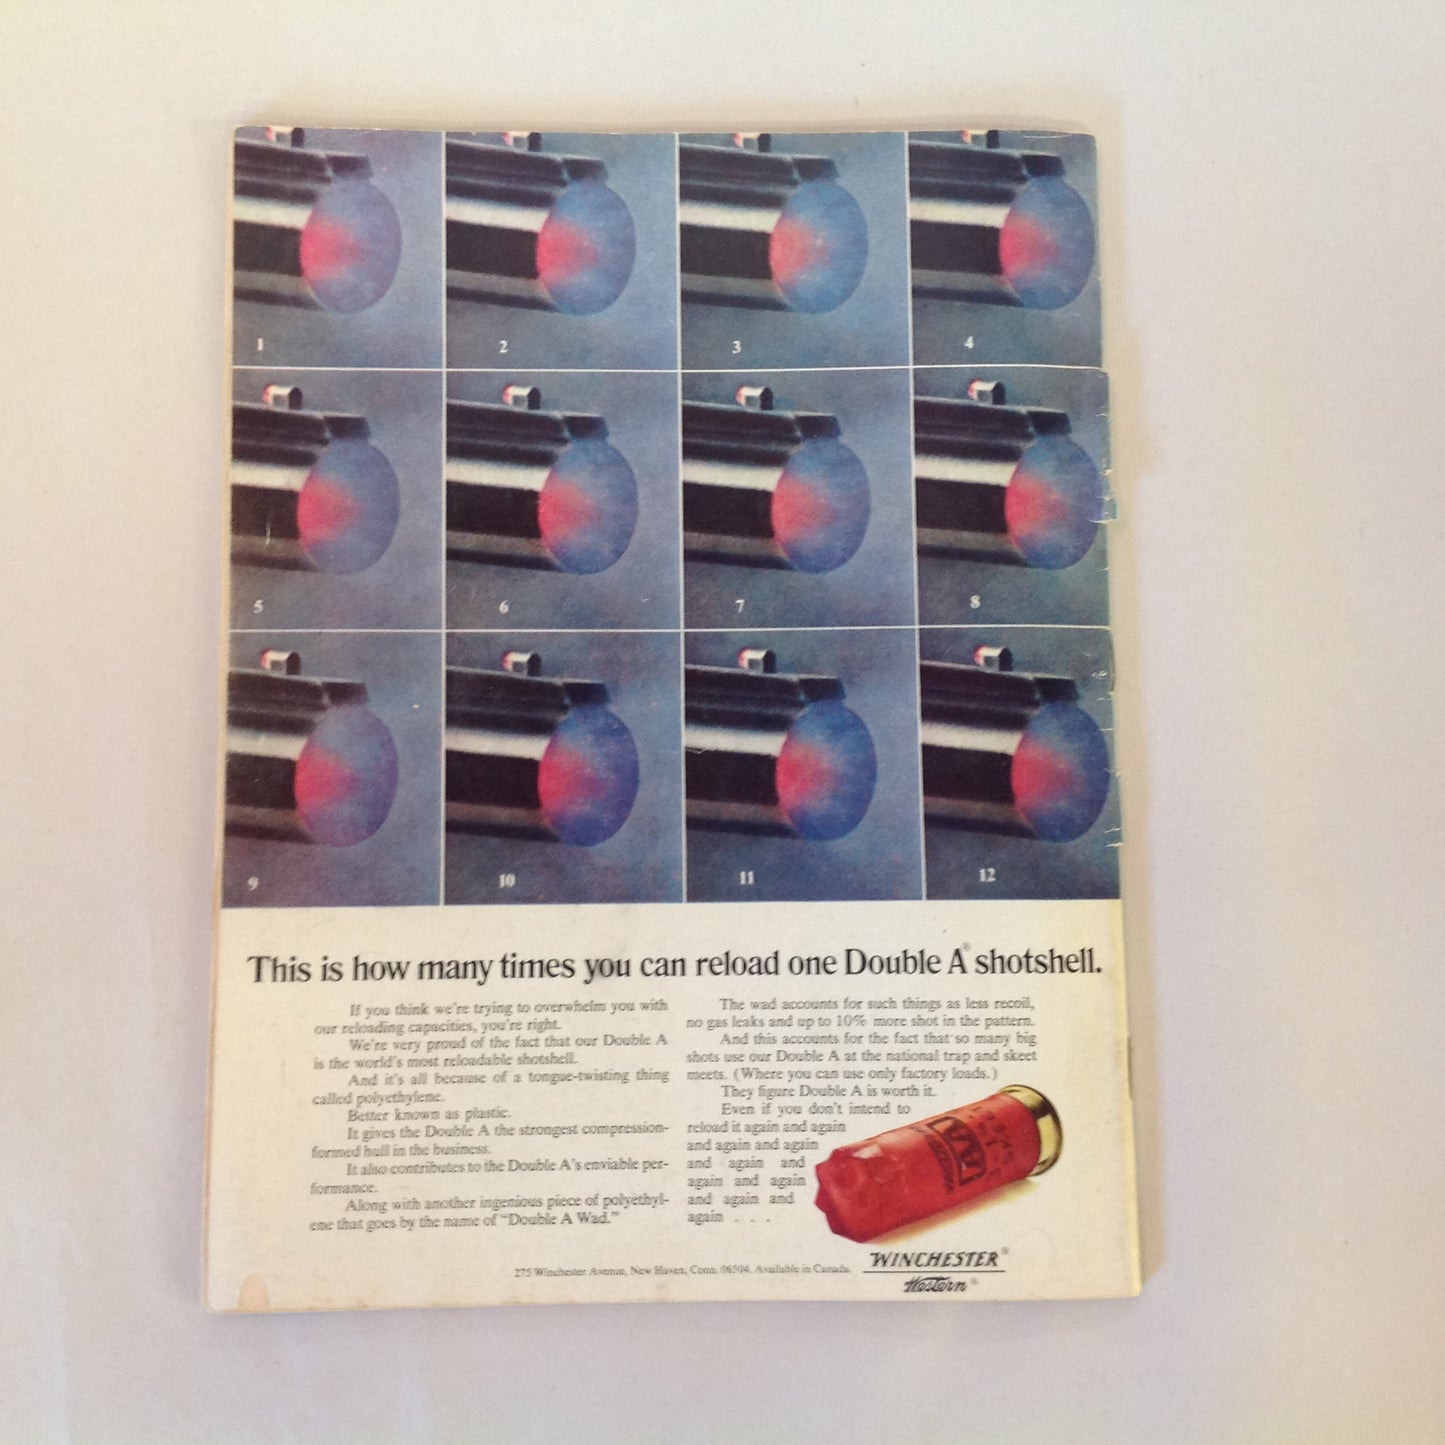 1
2
3
4
5
6
7
8
9
10
11
12
This is how many times you can reload one Double A® shotshell.
If you think we're trying to overwhelm you with
our reloading capacities, you're right.
We're very proud of the fact that our Double A
is the world's most reloadable shotshell.
And it's all because of a tongue-twisting thing
called polyethylene.
Better known as plastic.
It gives the Double A the strongest compression-
formed hull in the business.
It also contributes to the Double A's enviable per-
formance.
Along with another ingenious piece of polyethyl-
ene that goes by the name of "Double A Wad."
The wad accounts for such things as less recoil,
no gas leaks and up to 10% more shot in the pattern.
And this accounts for the fact that so many big
shots use our Double A at the national trap and skeet
meets. (Where you can use only factory loads.)
They figure Double A is worth it.
Even if you don't intend to
reload it again and again
and again and again
and again and
again and again
and again and
again . . .
AA
WINCHESTER®
Western®
275 Winchester Avenue, New Haven, Conn. 06504. Available in Canada.